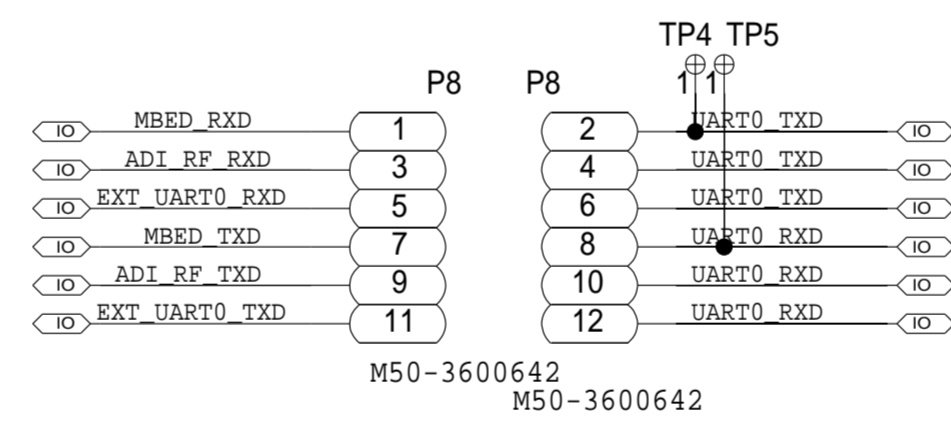 TP4 TP5
P8 P8 1 1
IO MBED_RXD 1 2 UART0_TXD IO
IO ADI_RF_RXD 3 4 UART0_TXD IO
IO EXT_UART0_RXD 5 6 UART0_TXD IO
IO MBED_TXD 7 8 UART0_RXD IO
IO ADI_RF_TXD 9 10 UART0_RXD IO
IO EXT_UART0_TXD 11 12 UART0_RXD IO
M50-3600642
M50-3600642